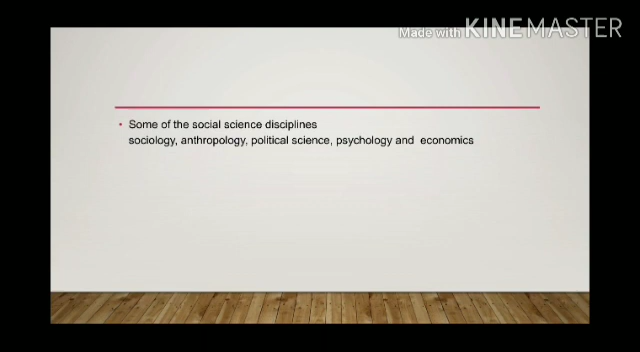 Made with KINEMASTER
Some of the social science disciplines
sociology, anthropology, political science, psychology and economics